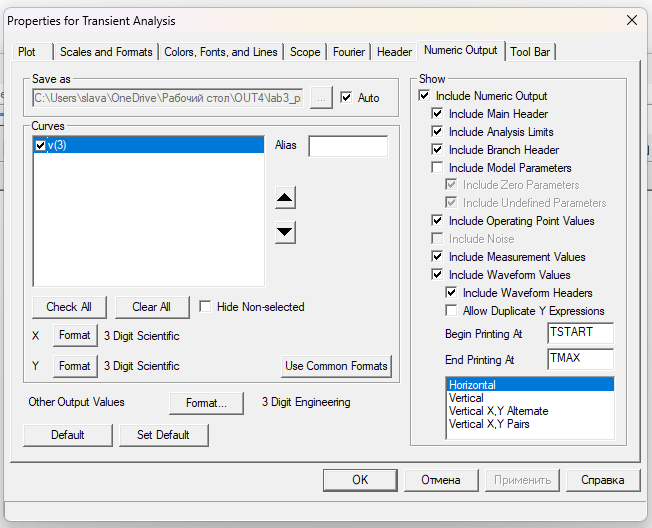 Properties for Transient Analysis
Plot
Scales and Formats
Colors, Fonts, and Lines
Scope
Fourier
Header
Numeric Output
Tool Bar
Save as
C:\Users\slava\OneDrive\Рабочий стол\OUT4\lab3_p
...
Auto
Curves
v(3)
Alias
Check All
Clear All
Hide Non-selected
X
Format
3 Digit Scientific
Y
Format
3 Digit Scientific
Use Common Formats
Other Output Values
Format...
3 Digit Engineering
Default
Set Default
Show
Include Numeric Output
Include Main Header
Include Analysis Limits
Include Branch Header
Include Model Parameters
Include Zero Parameters
Include Undefined Parameters
Include Operating Point Values
Include Noise
Include Measurement Values
Include Waveform Values
Include Waveform Headers
Allow Duplicate Y Expressions
Begin Printing At
TSTART
End Printing At
TMAX
Horizontal
Vertical
Vertical X,Y Alternate
Vertical X,Y Pairs
OK
Отмена
Применить
Справка